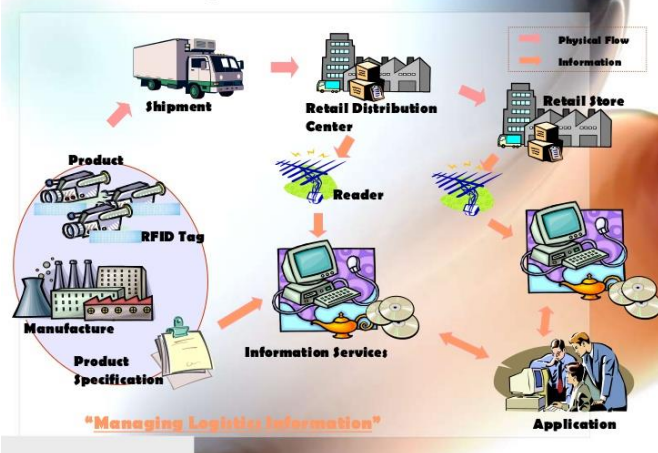 Physical Flow
Information
Shipment
Retail Distribution
Center
Retail Store
Product
Reader
RFID Tag
Manufacture
Product
Specification
Information Services
Application
“Managing Logistics Information”